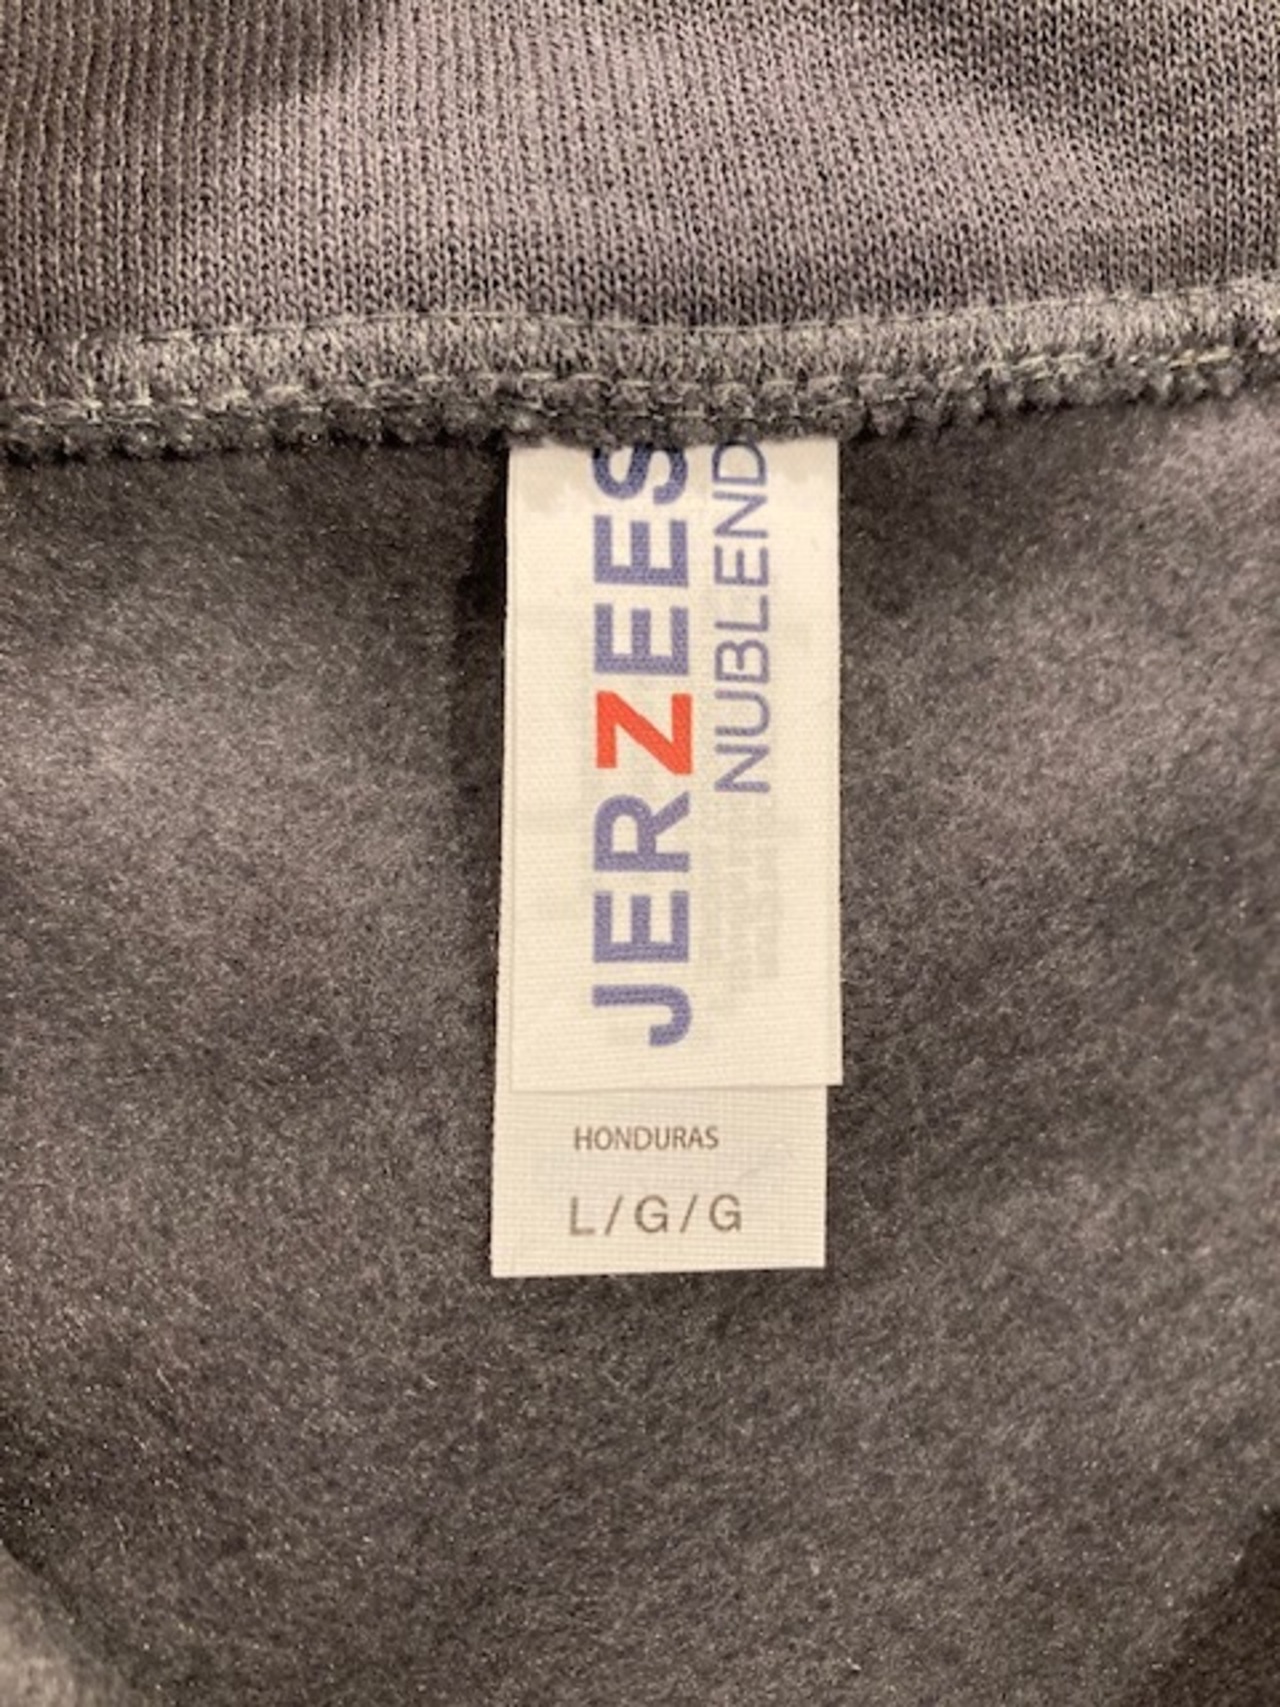 JERZEES
NUBLEND
HONDURAS
L/G/G